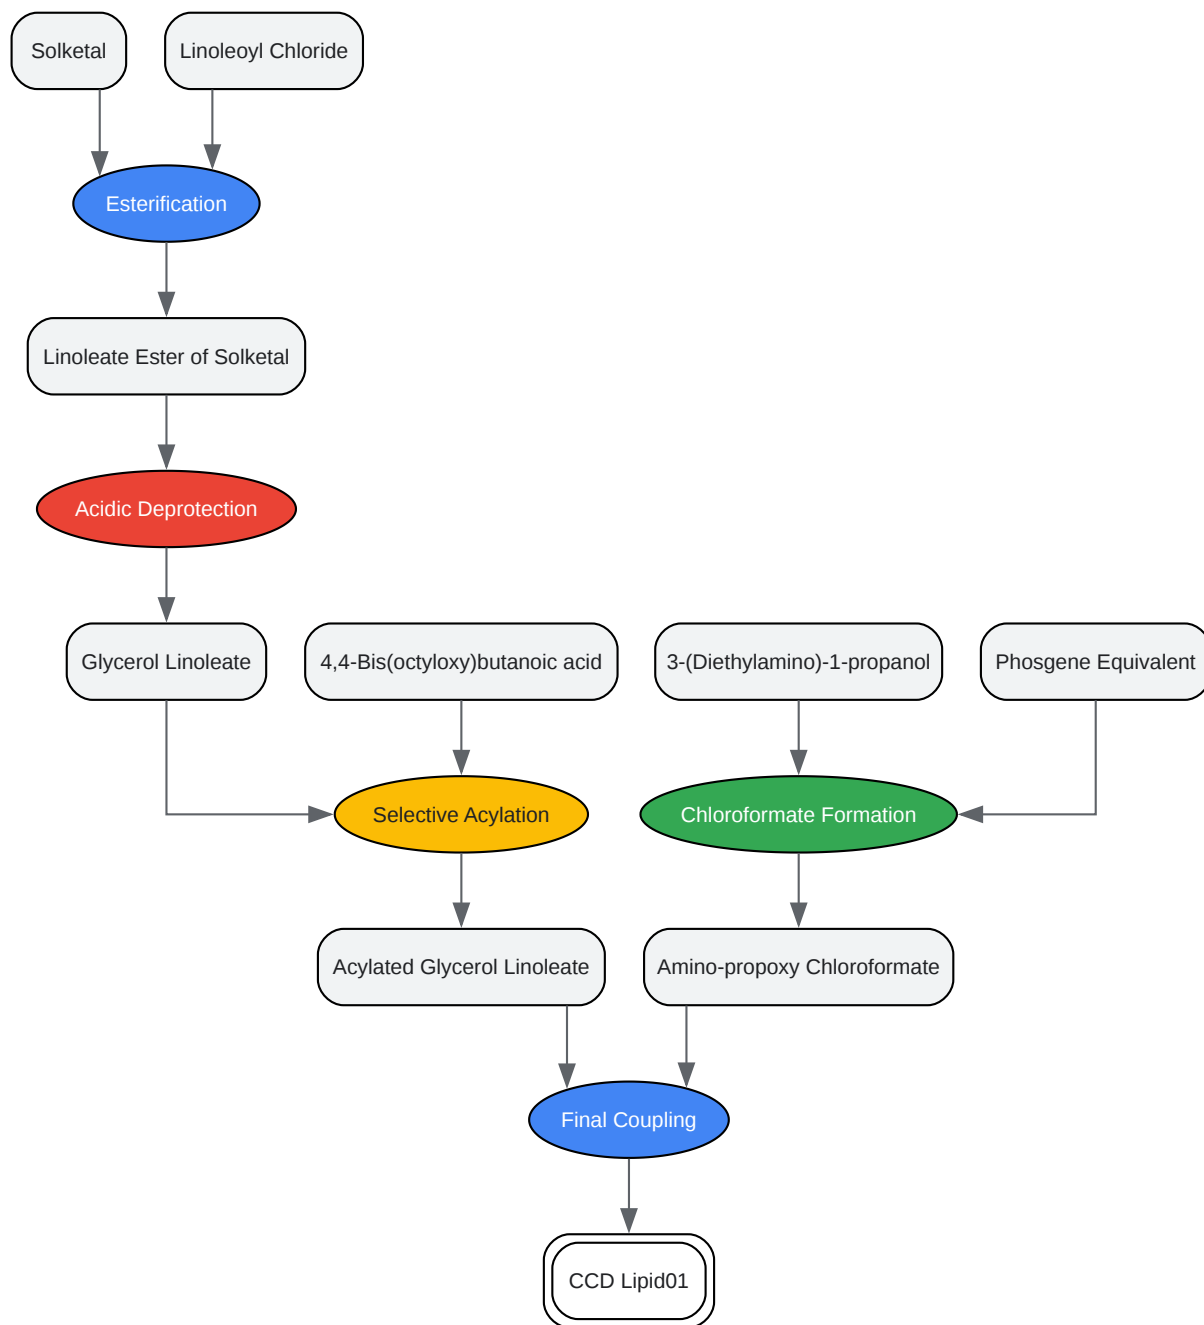 Solketal
Linoleoyl Chloride
Esterification
Linoleate Ester of Solketal
Acidic Deprotection
Glycerol Linoleate
4,4-Bis(octyloxy)butanoic acid
3-(Diethylamino)-1-propanol
Phosgene Equivalent
Selective Acylation
Chloroformate Formation
Acylated Glycerol Linoleate
Amino-propoxy Chloroformate
Final Coupling
CCD Lipid01